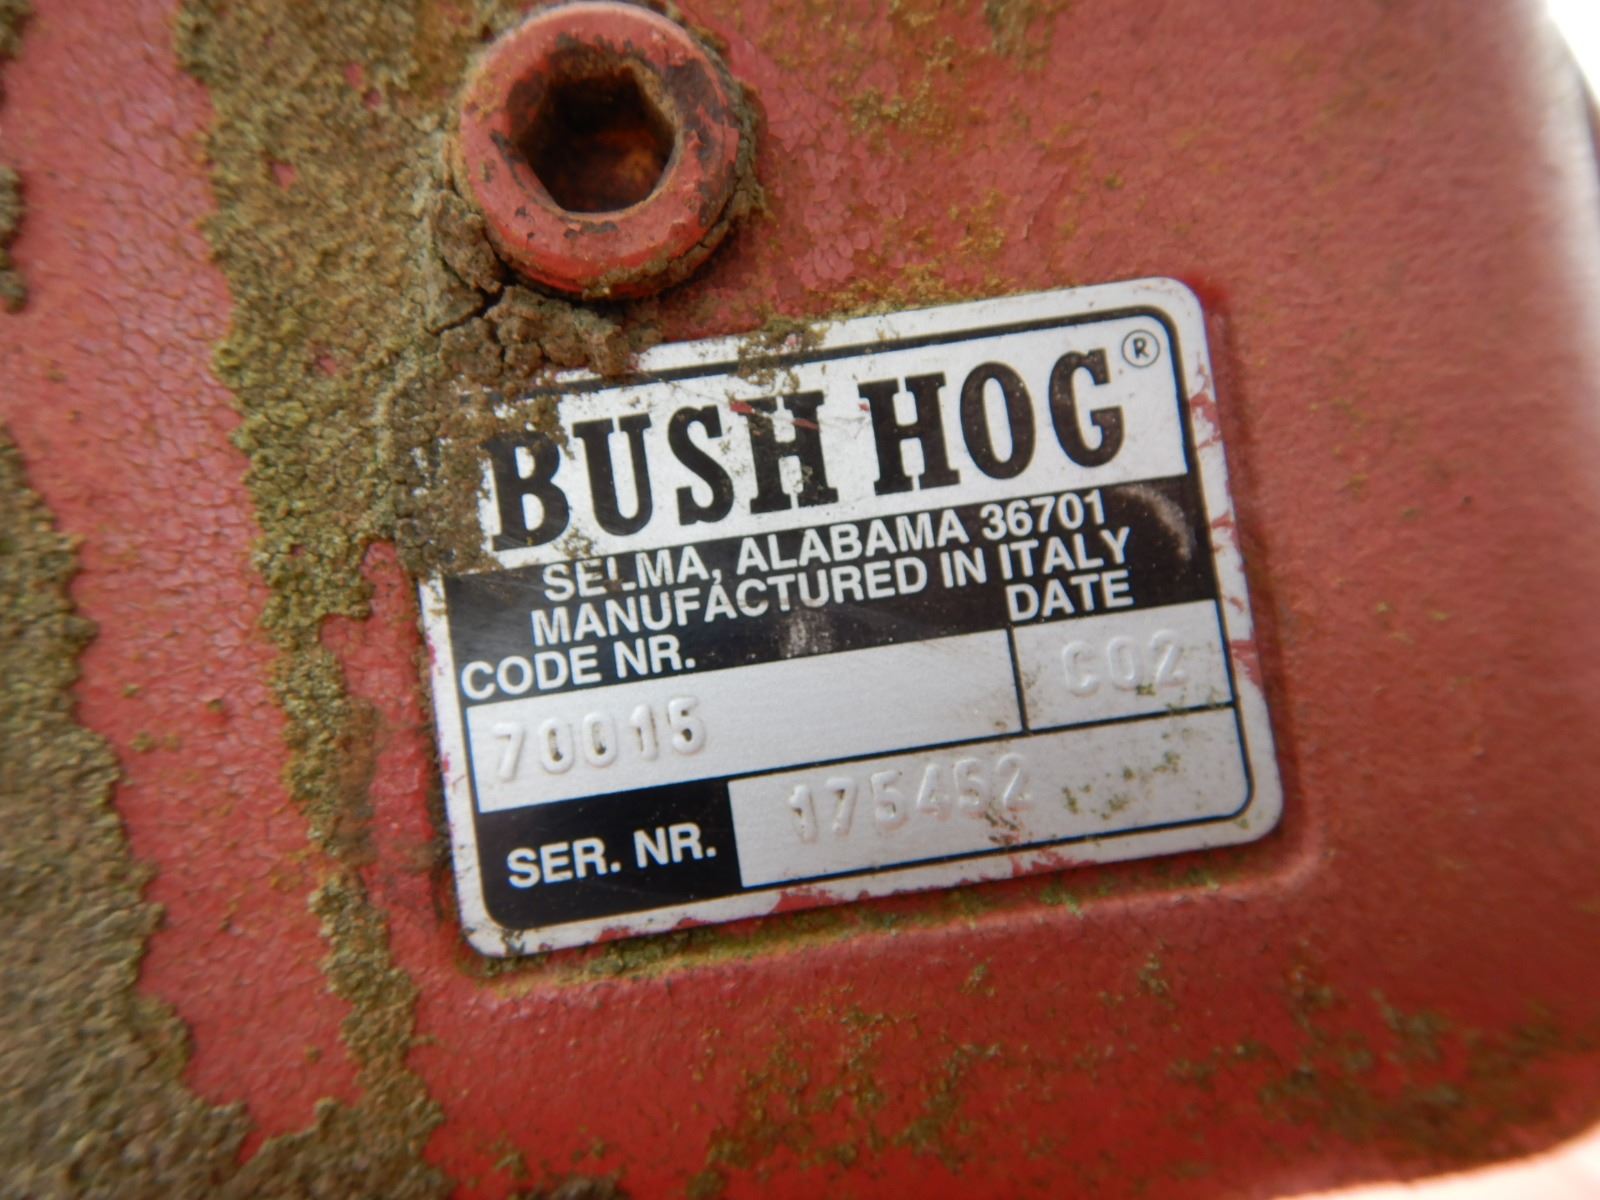 BUSH HOG®
SELMA, ALABAMA 36701
MANUFACTURED IN ITALY
CODE NR. DATE
70015 C02
SER. NR. 175452